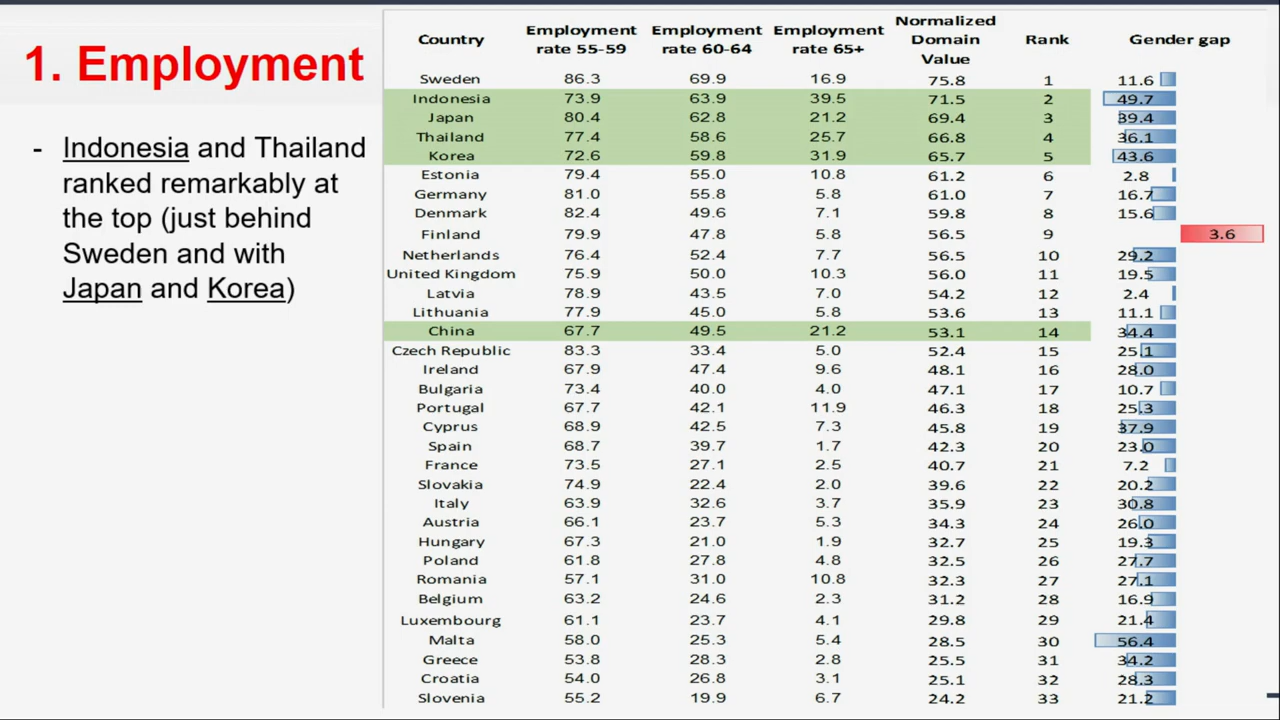 1. Employment
- Indonesia and Thailand
ranked remarkably at
the top (just behind
Sweden and with
Japan and Korea)
Country Employment rate 55-59 Employment rate 60-64 Employment rate 65+ Normalized Domain Value Rank Gender gap
Sweden 86.3 69.9 16.9 75.8 1 11.6
Indonesia 73.9 63.9 39.5 71.5 2 49.7
Japan 80.4 62.8 21.2 69.4 3 39.4
Thailand 77.4 58.6 25.7 66.8 4 36.1
Korea 72.6 59.8 31.9 65.7 5 43.6
Estonia 79.4 55.0 10.8 61.2 6 2.8
Germany 81.0 55.8 5.8 61.0 7 16.7
Denmark 82.4 49.6 7.1 59.8 8 15.6
Finland 79.9 47.8 5.8 56.5 9 3.6
Netherlands 76.4 52.4 7.7 56.5 10 29.2
United Kingdom 75.9 50.0 10.3 56.0 11 19.5
Latvia 78.9 43.5 7.0 54.2 12 2.4
Lithuania 77.9 45.0 5.8 53.6 13 11.1
China 67.7 49.5 21.2 53.1 14 34.4
Czech Republic 83.3 33.4 5.0 52.4 15 25.1
Ireland 67.9 47.4 9.6 48.1 16 28.0
Bulgaria 73.4 40.0 4.0 47.1 17 10.7
Portugal 67.7 42.1 11.9 46.3 18 25.3
Cyprus 68.9 42.5 7.3 45.8 19 37.9
Spain 68.7 39.7 1.7 42.3 20 23.0
France 73.5 27.1 2.5 40.7 21 7.2
Slovakia 74.9 22.4 2.0 39.6 22 20.2
Italy 63.9 32.6 3.7 35.9 23 30.8
Austria 66.1 23.7 5.3 34.3 24 26.0
Hungary 67.3 21.0 1.9 32.7 25 19.3
Poland 61.8 27.8 4.8 32.5 26 27.7
Romania 57.1 31.0 10.8 32.3 27 27.1
Belgium 63.2 24.6 2.3 31.2 28 16.9
Luxembourg 61.1 23.7 4.1 29.8 29 21.4
Malta 58.0 25.3 5.4 28.5 30 56.4
Greece 53.8 28.3 2.8 25.5 31 34.2
Croatia 54.0 26.8 3.1 25.1 32 28.3
Slovenia 55.2 19.9 6.7 24.2 33 21.2